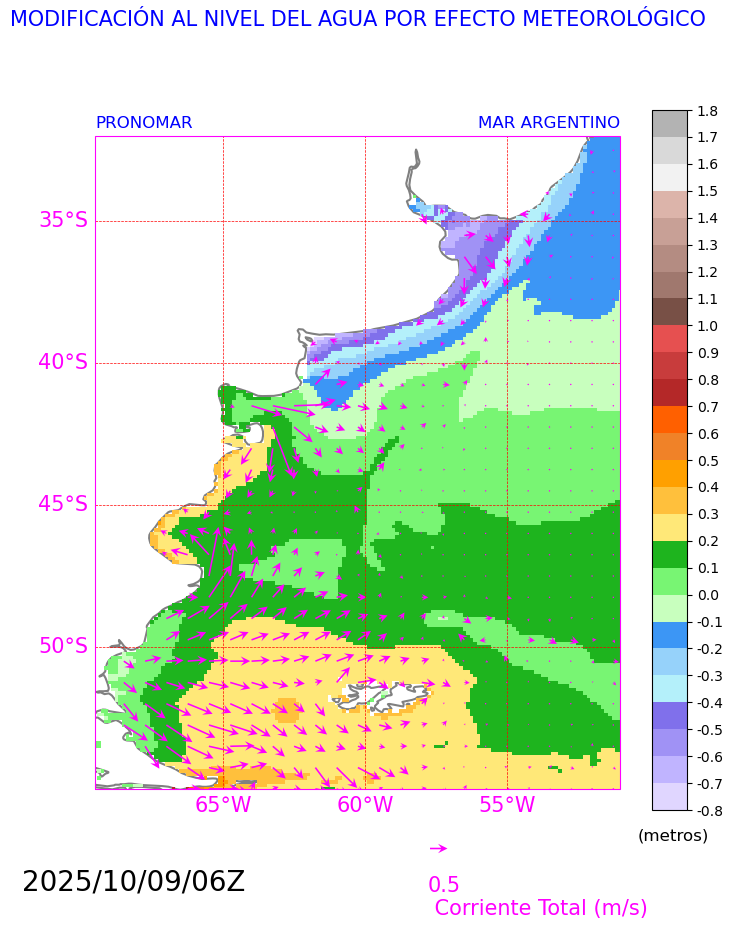 MODIFICACIÓN AL NIVEL DEL AGUA POR EFECTO METEOROLÓGICO
PRONOMAR
MAR ARGENTINO
35°S
40°S
45°S
50°S
65°W
60°W
55°W
1.8
1.7
1.6
1.5
1.4
1.3
1.2
1.1
1.0
0.9
0.8
0.7
0.6
0.5
0.4
0.3
0.2
0.1
0.0
-0.1
-0.2
-0.3
-0.4
-0.5
-0.6
-0.7
-0.8
(metros)
2025/10/09/06Z
0.5
Corriente Total (m/s)